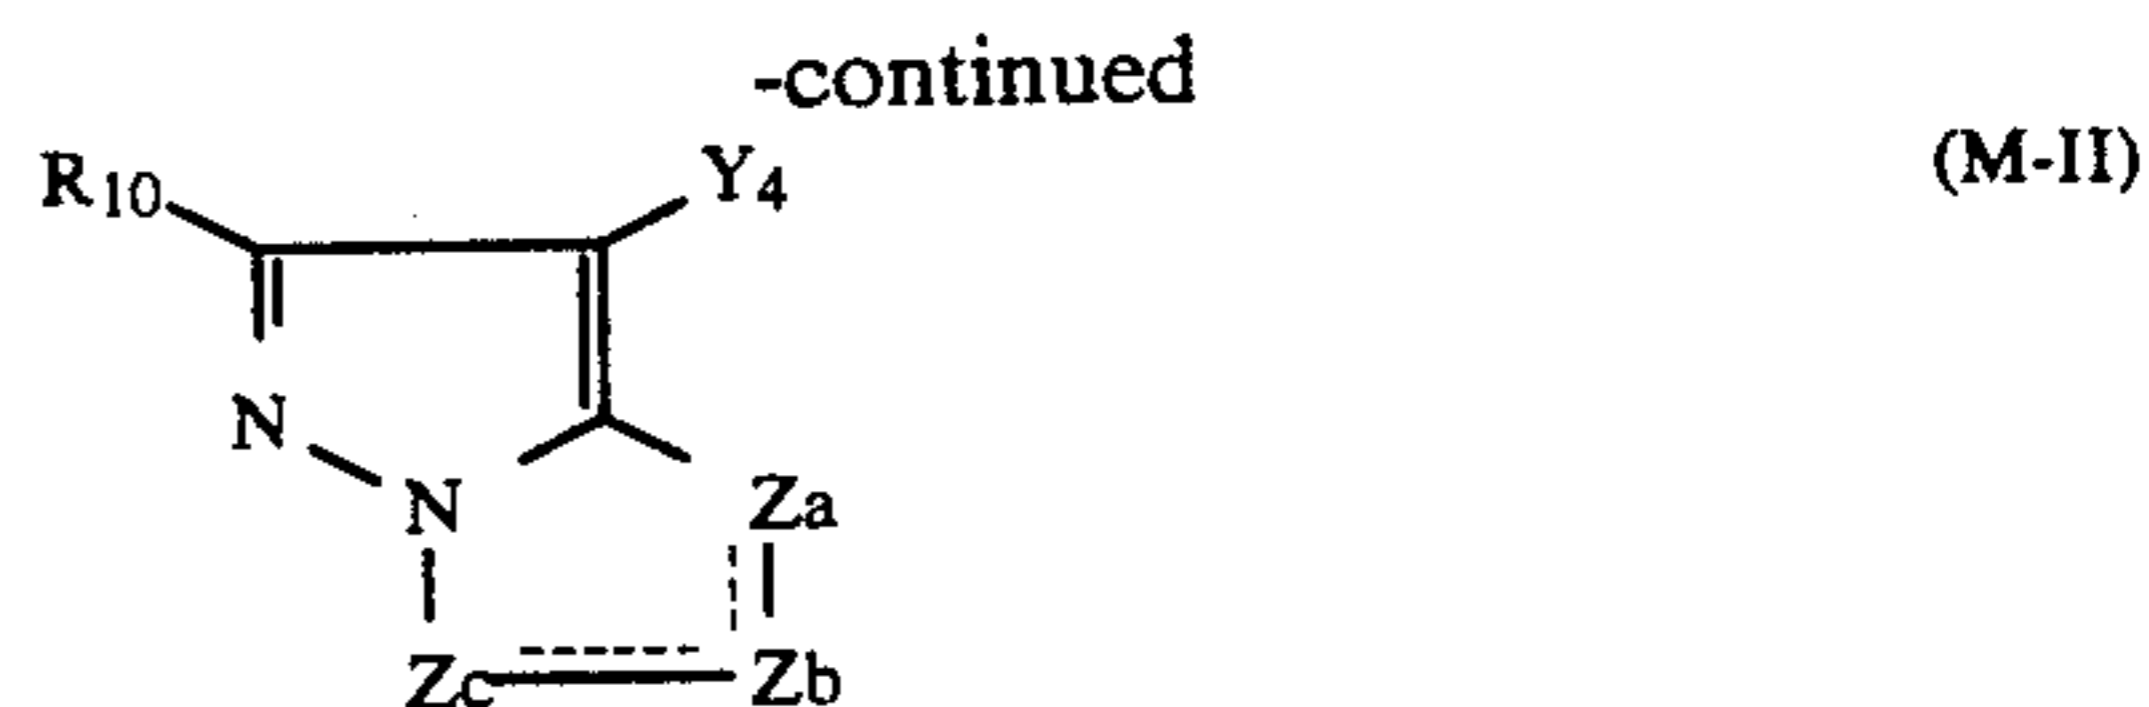 -continued
(M-II)
R10
Y4
N
N
Za
Zc
Zb